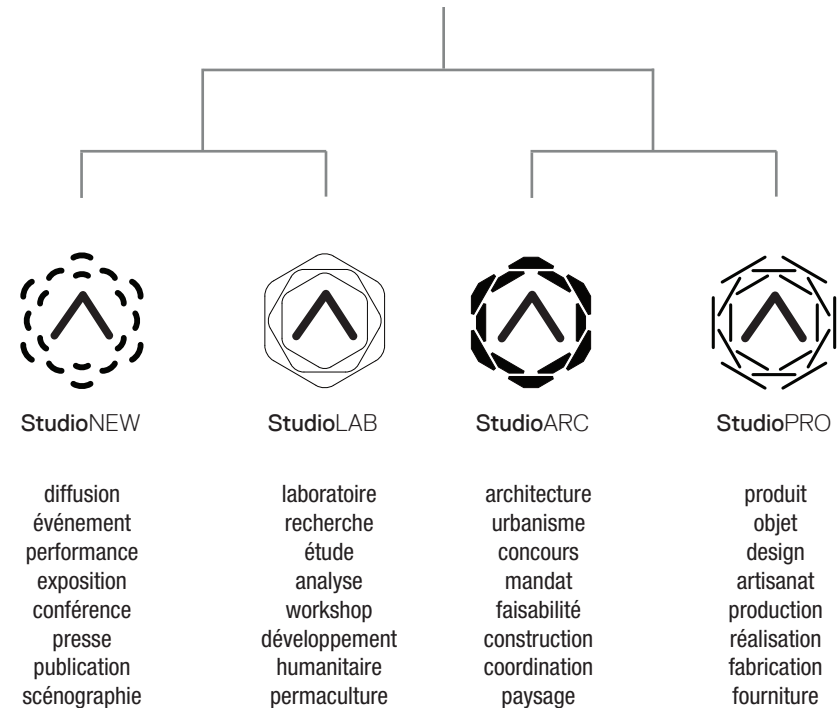 StudioNEW
diffusion
événement
performance
exposition
conférence
presse
publication
scénographie
StudioLAB
laboratoire
recherche
étude
analyse
workshop
développement
humanitaire
permaculture
StudioARC
architecture
urbanisme
concours
mandat
faisabilité
construction
coordination
paysage
StudioPRO
produit
objet
design
artisanat
production
réalisation
fabrication
fourniture